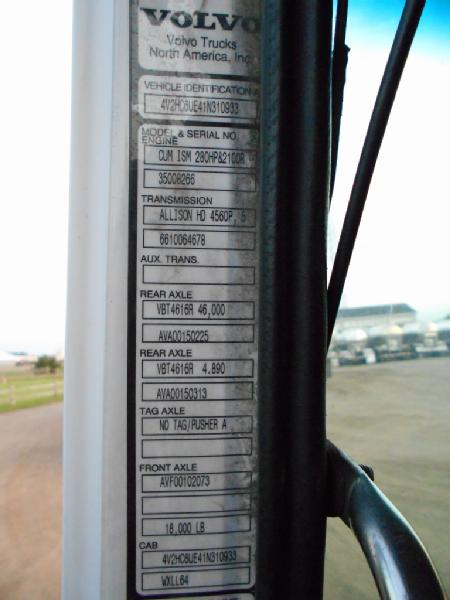 VOLVO
Volvo Trucks
North America, Inc.
VEHICLE IDENTIFICATION
4V2HC6UE41N310933
MODEL & SERIAL NO.
ENGINE
CUM ISM 280HP&2100R
35008266
TRANSMISSION
ALLISON HD 4560P, 6
6610064678
AUX. TRANS.
REAR AXLE
VBT4616R 46,000
AVA00150225
REAR AXLE
VBT4616R 4.890
AVA00150313
TAG AXLE
NO TAG/PUSHER A
FRONT AXLE
AVF00102073
18,000 LB
CAB
4V2HC6UE41N310933
WXLL64